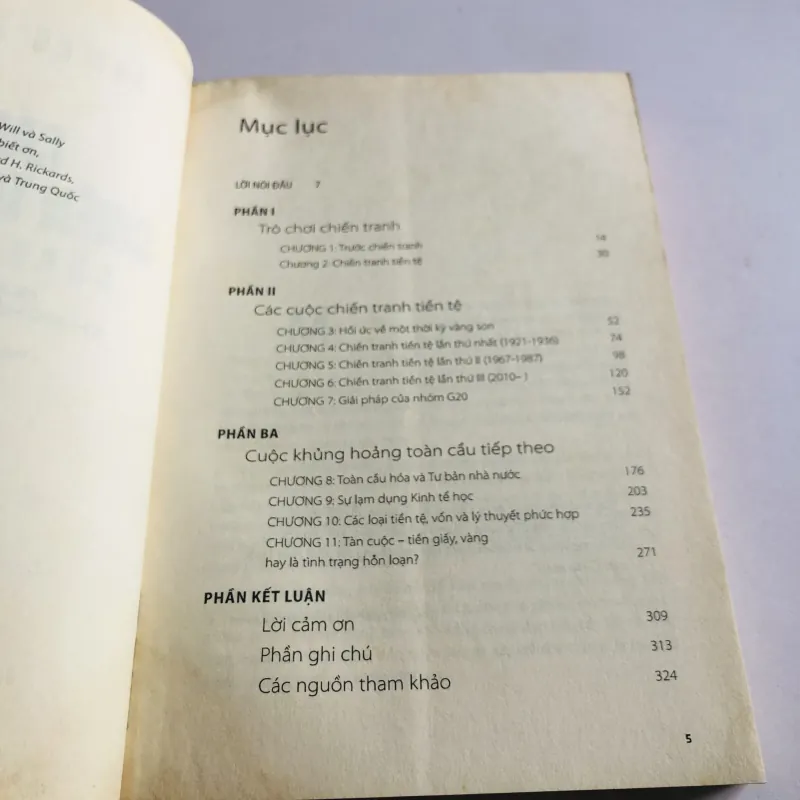 Will và Sally
biết ơn,
H. Rickards,
và Trung Quốc
Mục lục
LỜI NÓI ĐẦU 7
PHẦN I
Trò chơi chiến tranh
CHƯƠNG 1: Trước chiến tranh 14
Chương 2: Chiến tranh tiền tệ 30
PHẦN II
Các cuộc chiến tranh tiền tệ
CHƯƠNG 3: Hồi ức về một thời kỳ vàng son 52
CHƯƠNG 4: Chiến tranh tiền tệ lần thứ nhất (1921-1936) 74
CHƯƠNG 5: Chiến tranh tiền tệ lần thứ II (1967-1987) 98
CHƯƠNG 6: Chiến tranh tiền tệ lần thứ III (2010– ) 120
CHƯƠNG 7: Giải pháp của nhóm G20 152
PHẦN BA
Cuộc khủng hoảng toàn cầu tiếp theo
CHƯƠNG 8: Toàn cầu hóa và Tư bản nhà nước 176
CHƯƠNG 9: Sự lạm dụng Kinh tế học 203
CHƯƠNG 10: Các loại tiền tệ, vốn và lý thuyết phức hợp 235
CHƯƠNG 11: Tàn cuộc – tiền giấy, vàng
hay là tình trạng hỗn loạn? 271
PHẦN KẾT LUẬN
Lời cảm ơn 309
Phần ghi chú 313
Các nguồn tham khảo 324
5